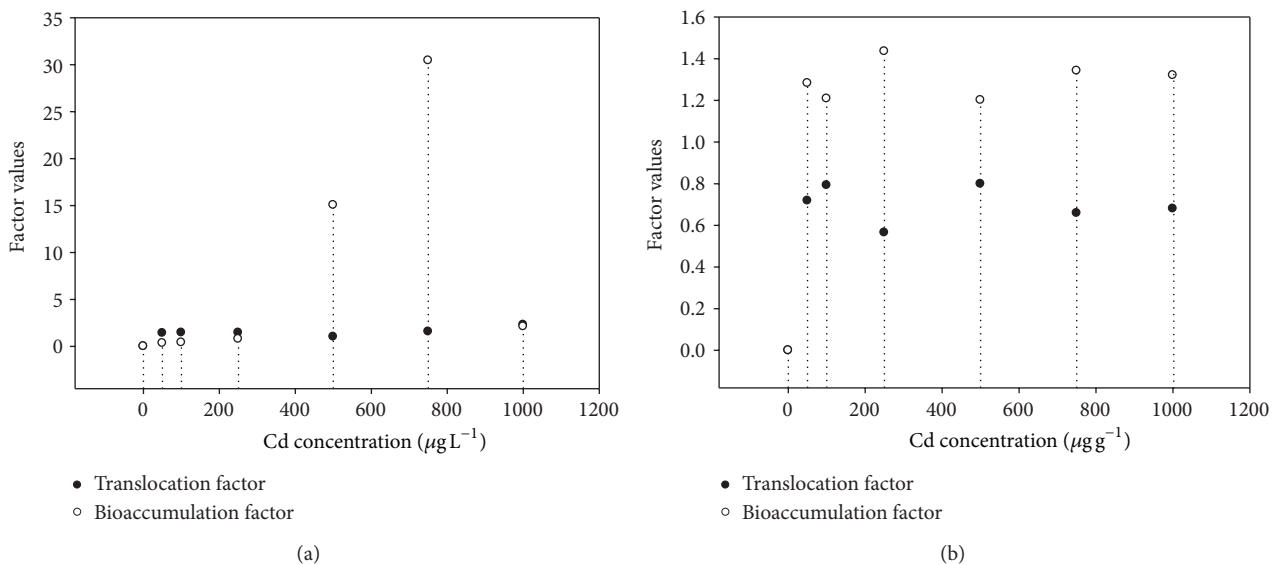 35
30
25
20
15
10
5
0
Factor values
0 200 400 600 800 1000 1200
Cd concentration (μg L⁻¹)
Translocation factor
Bioaccumulation factor
(a)
1.6
1.4
1.2
1.0
0.8
0.6
0.4
0.2
0.0
Factor values
0 200 400 600 800 1000 1200
Cd concentration (μg g⁻¹)
Translocation factor
Bioaccumulation factor
(b)